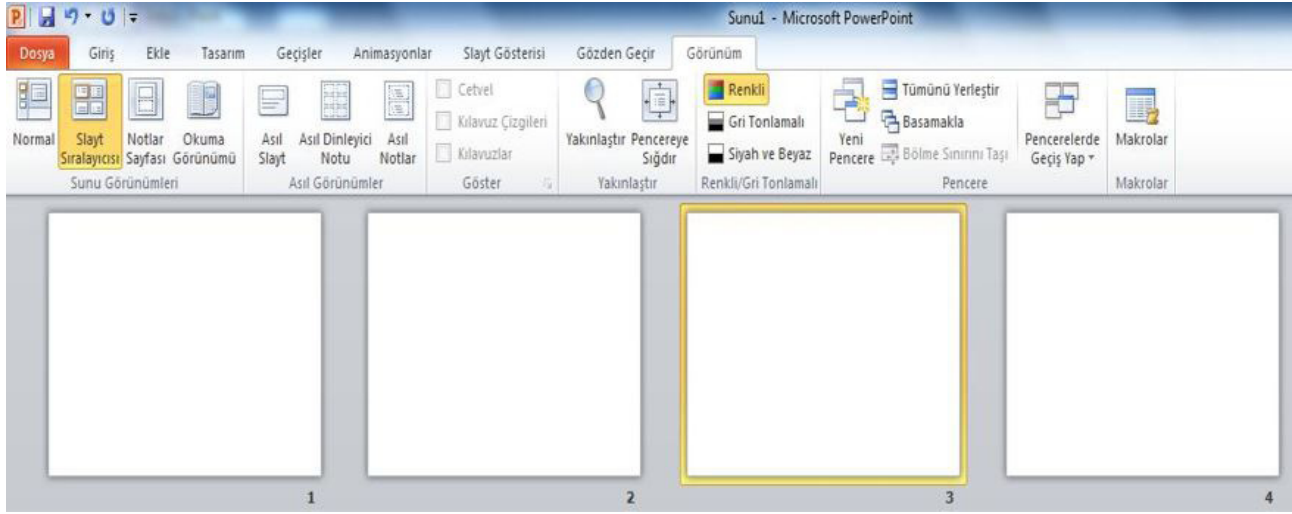 Sunu1 - Microsoft PowerPoint
Dosya Giriş Ekle Tasarım Geçişler Animasyonlar Slayt Gösterisi Gözden Geçir Görünüm
Normal
Slayt Sıralayıcısı
Notlar Sayfası
Okuma Görünümü
Sunu Görünümleri
Asıl Slayt
Asıl Dinleyici Notu
Asıl Notlar
Asıl Görünümler
Cetvel
Kılavuz Çizgileri
Kılavuzlar
Göster
Yakınlaştır
Pencereye Sığdır
Yakınlaştır
Renkli
Gri Tonlamalı
Siyah ve Beyaz
Renkli/Gri Tonlamalı
Yeni Pencere
Tümünü Yerleştir
Basamakla
Bölme Sınırını Taşı
Pencerelerde Geçiş Yap
Pencere
Makrolar
Makrolar
1
2
3
4